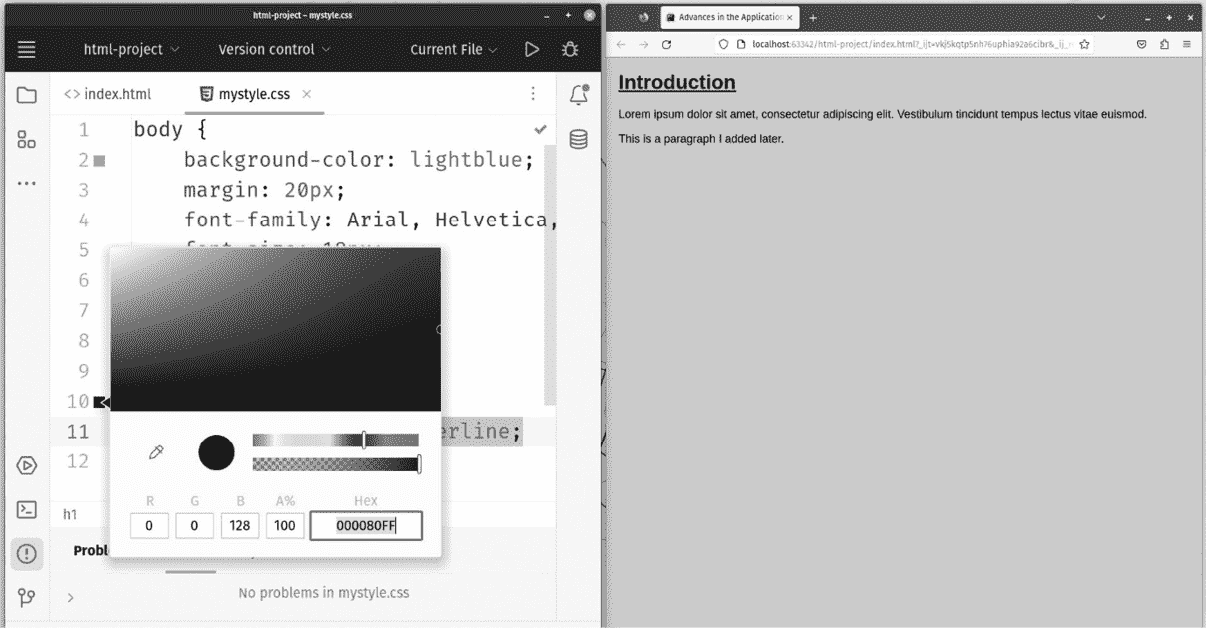 html-project – mystyle.css
html-project Version control Current File
index.html mystyle.css
1 body {
2 background-color: lightblue;
3 margin: 20px;
4 font-family: Arial, Helvetica,
5
6
7
8
9
10
11 erline;
12
R G B A% Hex
0 0 128 100 000080FF
h1
Probl
No problems in mystyle.css
Advances in the Application
localhost:63342/html-project/index.html?_ijt=vkj5kqtp5nh76uphia92a6cibr&_ij_
Introduction
Lorem ipsum dolor sit amet, consectetur adipiscing elit. Vestibulum tincidunt tempus lectus vitae euismod.
This is a paragraph I added later.